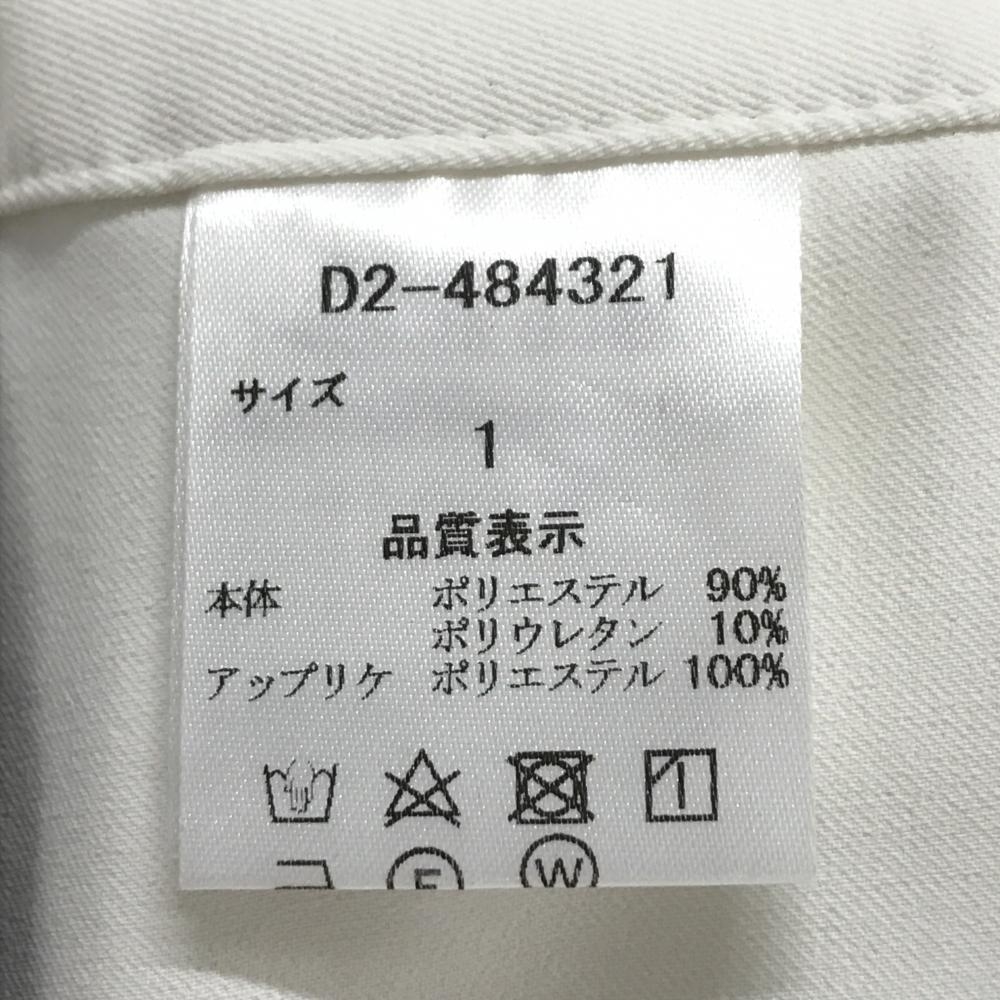 D2-484321
サイズ
1
品質表示
本体 ポリエステル 90%
ポリウレタン 10%
アップリケ ポリエステル 100%
F W